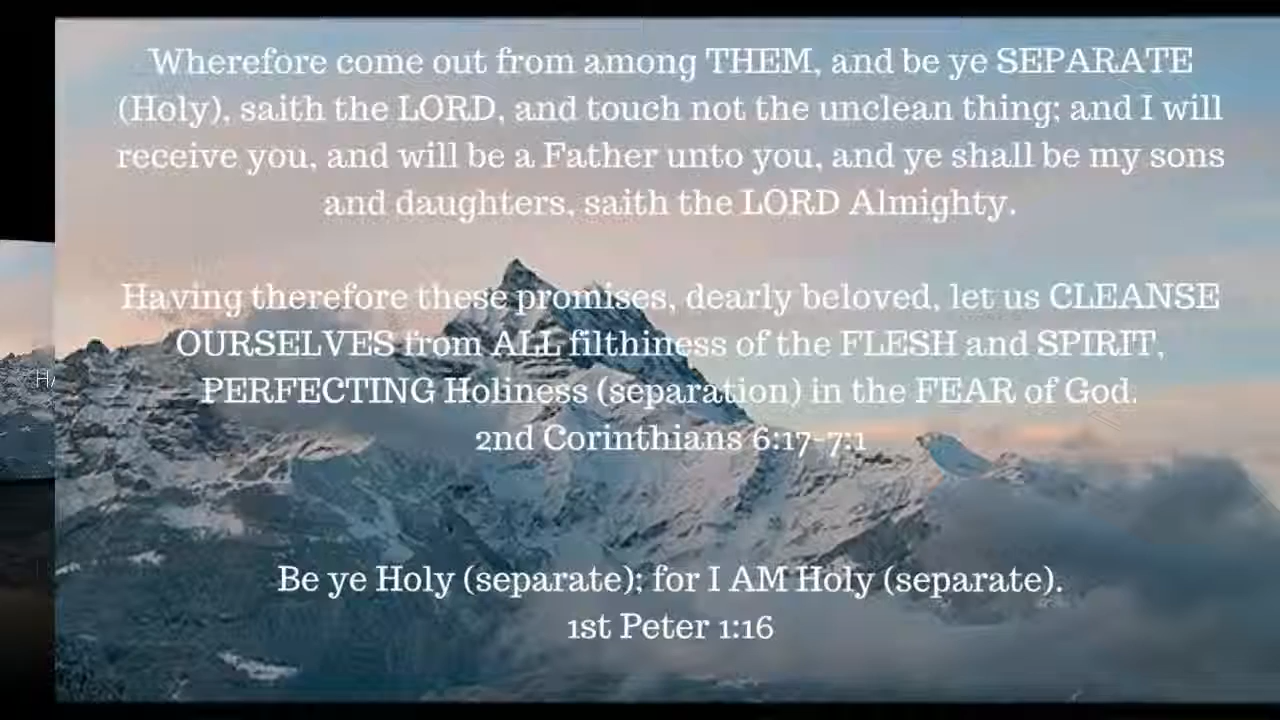 Wherefore come out from among THEM, and be ye SEPARATE
(Holy), saith the LORD, and touch not the unclean thing; and I will
receive you, and will be a Father unto you, and ye shall be my sons
and daughters, saith the LORD Almighty.
Having therefore these promises, dearly beloved, let us CLEANSE
OURSELVES from ALL filthiness of the FLESH and SPIRIT,
PERFECTING Holiness (separation) in the FEAR of God.
2nd Corinthians 6:17-7:1
Be ye Holy (separate); for I AM Holy (separate).
1st Peter 1:16